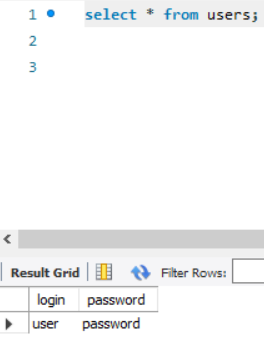 1 select * from users;
2
3
Result Grid Filter Rows:
login password
user password